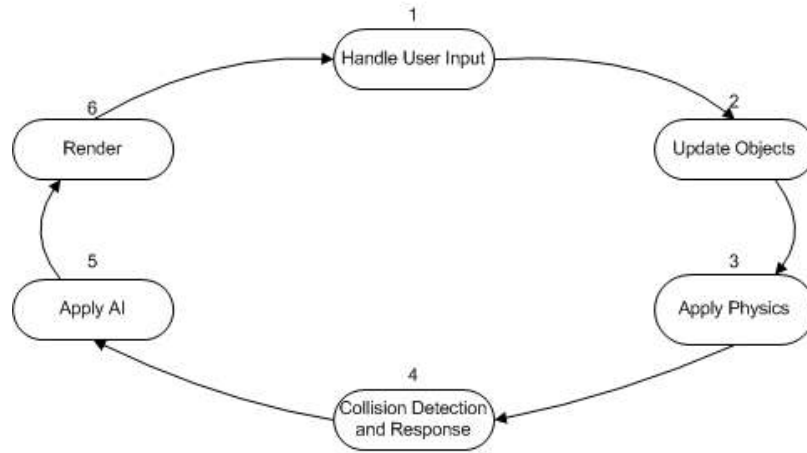 1
Handle User Input
2
Update Objects
3
Apply Physics
4
Collision Detection
and Response
5
Apply AI
6
Render